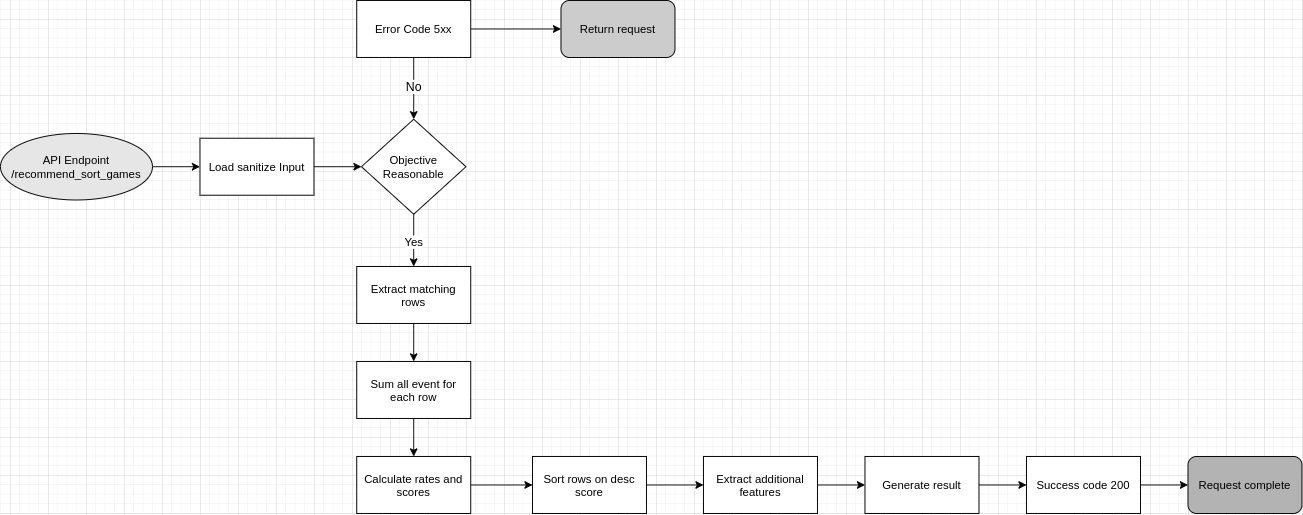 Error Code 5xx
Return request
No
API Endpoint
/recommend_sort_games
Load sanitize Input
Objective
Reasonable
Yes
Extract matching
rows
Sum all event for
each row
Calculate rates and
scores
Sort rows on desc
score
Extract additional
features
Generate result
Success code 200
Request complete